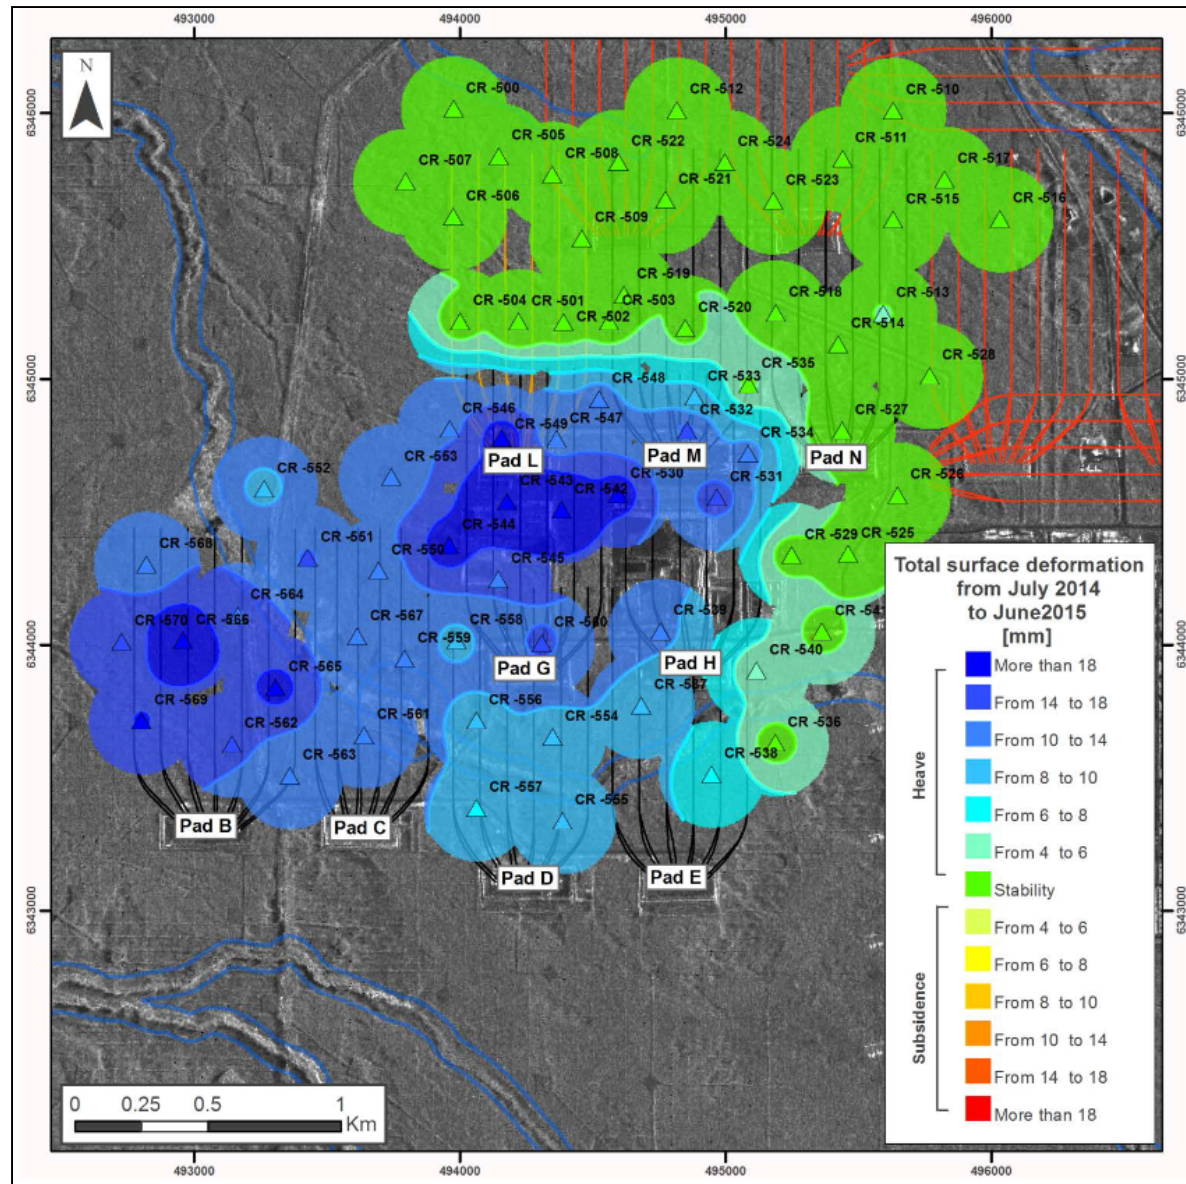 493000 494000 495000 496000
N
6346000
6346000
CR -500
CR -512
CR -510
CR -505
CR -508
CR -522
CR -524
CR -511
CR -507
CR -517
CR -506
CR -521
CR -523
CR -515
CR -516
CR -509
CR -519
CR -504
CR -501
CR -503
CR -518
CR -513
CR -502
CR -520
CR -514
6345000
6345000
CR -535
CR -528
CR -533
CR -548
CR -546
CR -547
CR -532
CR -527
CR -549
CR -534
CR -553
Pad L
Pad M
Pad N
CR -552
CR -543
CR -530
CR -531
CR -526
CR -542
CR -544
CR -551
CR -550
CR -545
CR -529
CR -525
CR -568
CR -564
CR -570
CR -566
CR -567
CR -558
CR -539
CR -559
CR -560
6344000
6344000
CR -540
Pad G
Pad H
CR -565
CR -569
CR -556
CR -562
CR -561
CR -554
CR -536
CR -563
CR -538
CR -557
CR -555
Pad B
Pad C
Pad D
Pad E
6343000
6343000
Total surface deformation
from July 2014
to June2015
[mm]
Heave
More than 18
From 14 to 18
From 10 to 14
From 8 to 10
From 6 to 8
From 4 to 6
Stability
Subsidence
From 4 to 6
From 6 to 8
From 8 to 10
From 10 to 14
From 14 to 18
More than 18
0 0.25 0.5 1
Km
493000 494000 495000 496000